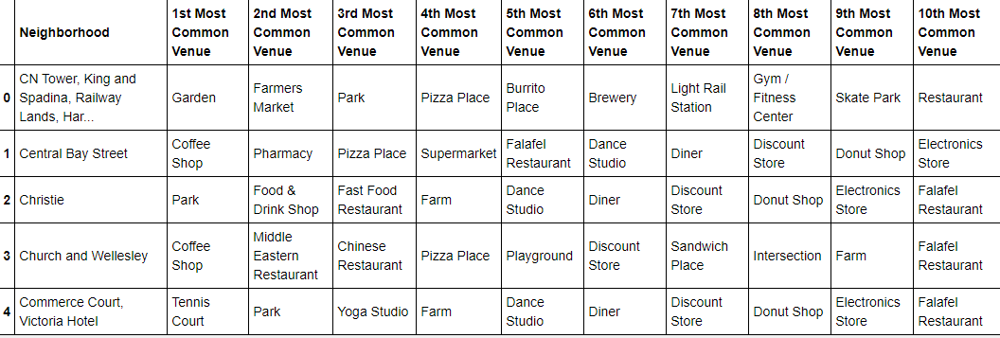 Neighborhood | 1st Most Common Venue | 2nd Most Common Venue | 3rd Most Common Venue | 4th Most Common Venue | 5th Most Common Venue | 6th Most Common Venue | 7th Most Common Venue | 8th Most Common Venue | 9th Most Common Venue | 10th Most Common Venue
0 | CN Tower, King and Spadina, Railway Lands, Har... | Garden | Farmers Market | Park | Pizza Place | Burrito Place | Brewery | Light Rail Station | Gym / Fitness Center | Skate Park | Restaurant
1 | Central Bay Street | Coffee Shop | Pharmacy | Pizza Place | Supermarket | Falafel Restaurant | Dance Studio | Diner | Discount Store | Donut Shop | Electronics Store
2 | Christie | Park | Food & Drink Shop | Fast Food Restaurant | Farm | Dance Studio | Diner | Discount Store | Donut Shop | Electronics Store | Falafel Restaurant
3 | Church and Wellesley | Coffee Shop | Middle Eastern Restaurant | Chinese Restaurant | Pizza Place | Playground | Discount Store | Sandwich Place | Intersection | Farm | Falafel Restaurant
4 | Commerce Court, Victoria Hotel | Tennis Court | Park | Yoga Studio | Farm | Dance Studio | Diner | Discount Store | Donut Shop | Electronics Store | Falafel Restaurant